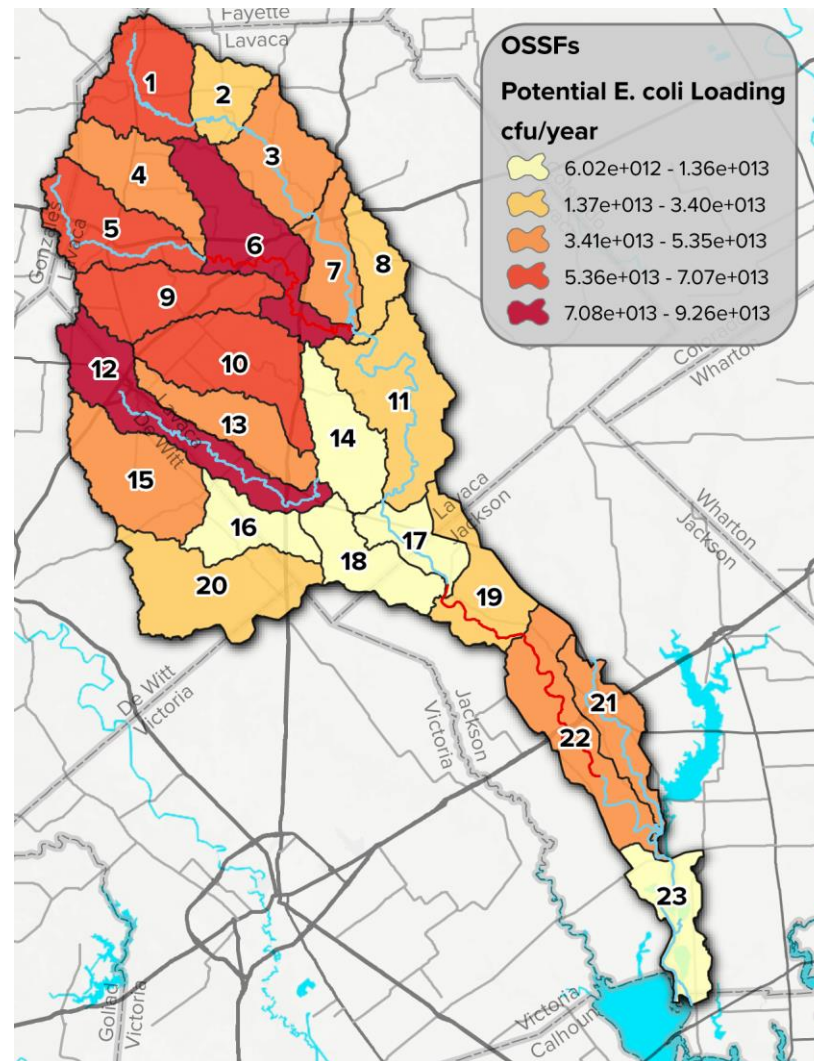 Fayette
Lavaca
OSSFs
Potential E. coli Loading
cfu/year
6.02e+012 - 1.36e+013
1.37e+013 - 3.40e+013
3.41e+013 - 5.35e+013
5.36e+013 - 7.07e+013
7.08e+013 - 9.26e+013
1
2
3
4
5
6
7
8
Gonzales
Lavaca
9
10
11
12
13
14
15
16
17
18
19
20
21
22
23
Colorado
Wharton
Lavaca
De Witt
Lavaca
Jackson
Wharton
Jackson
De Witt
Victoria
Jackson
Victoria
Goliad
Victoria
Victoria
Calhoun